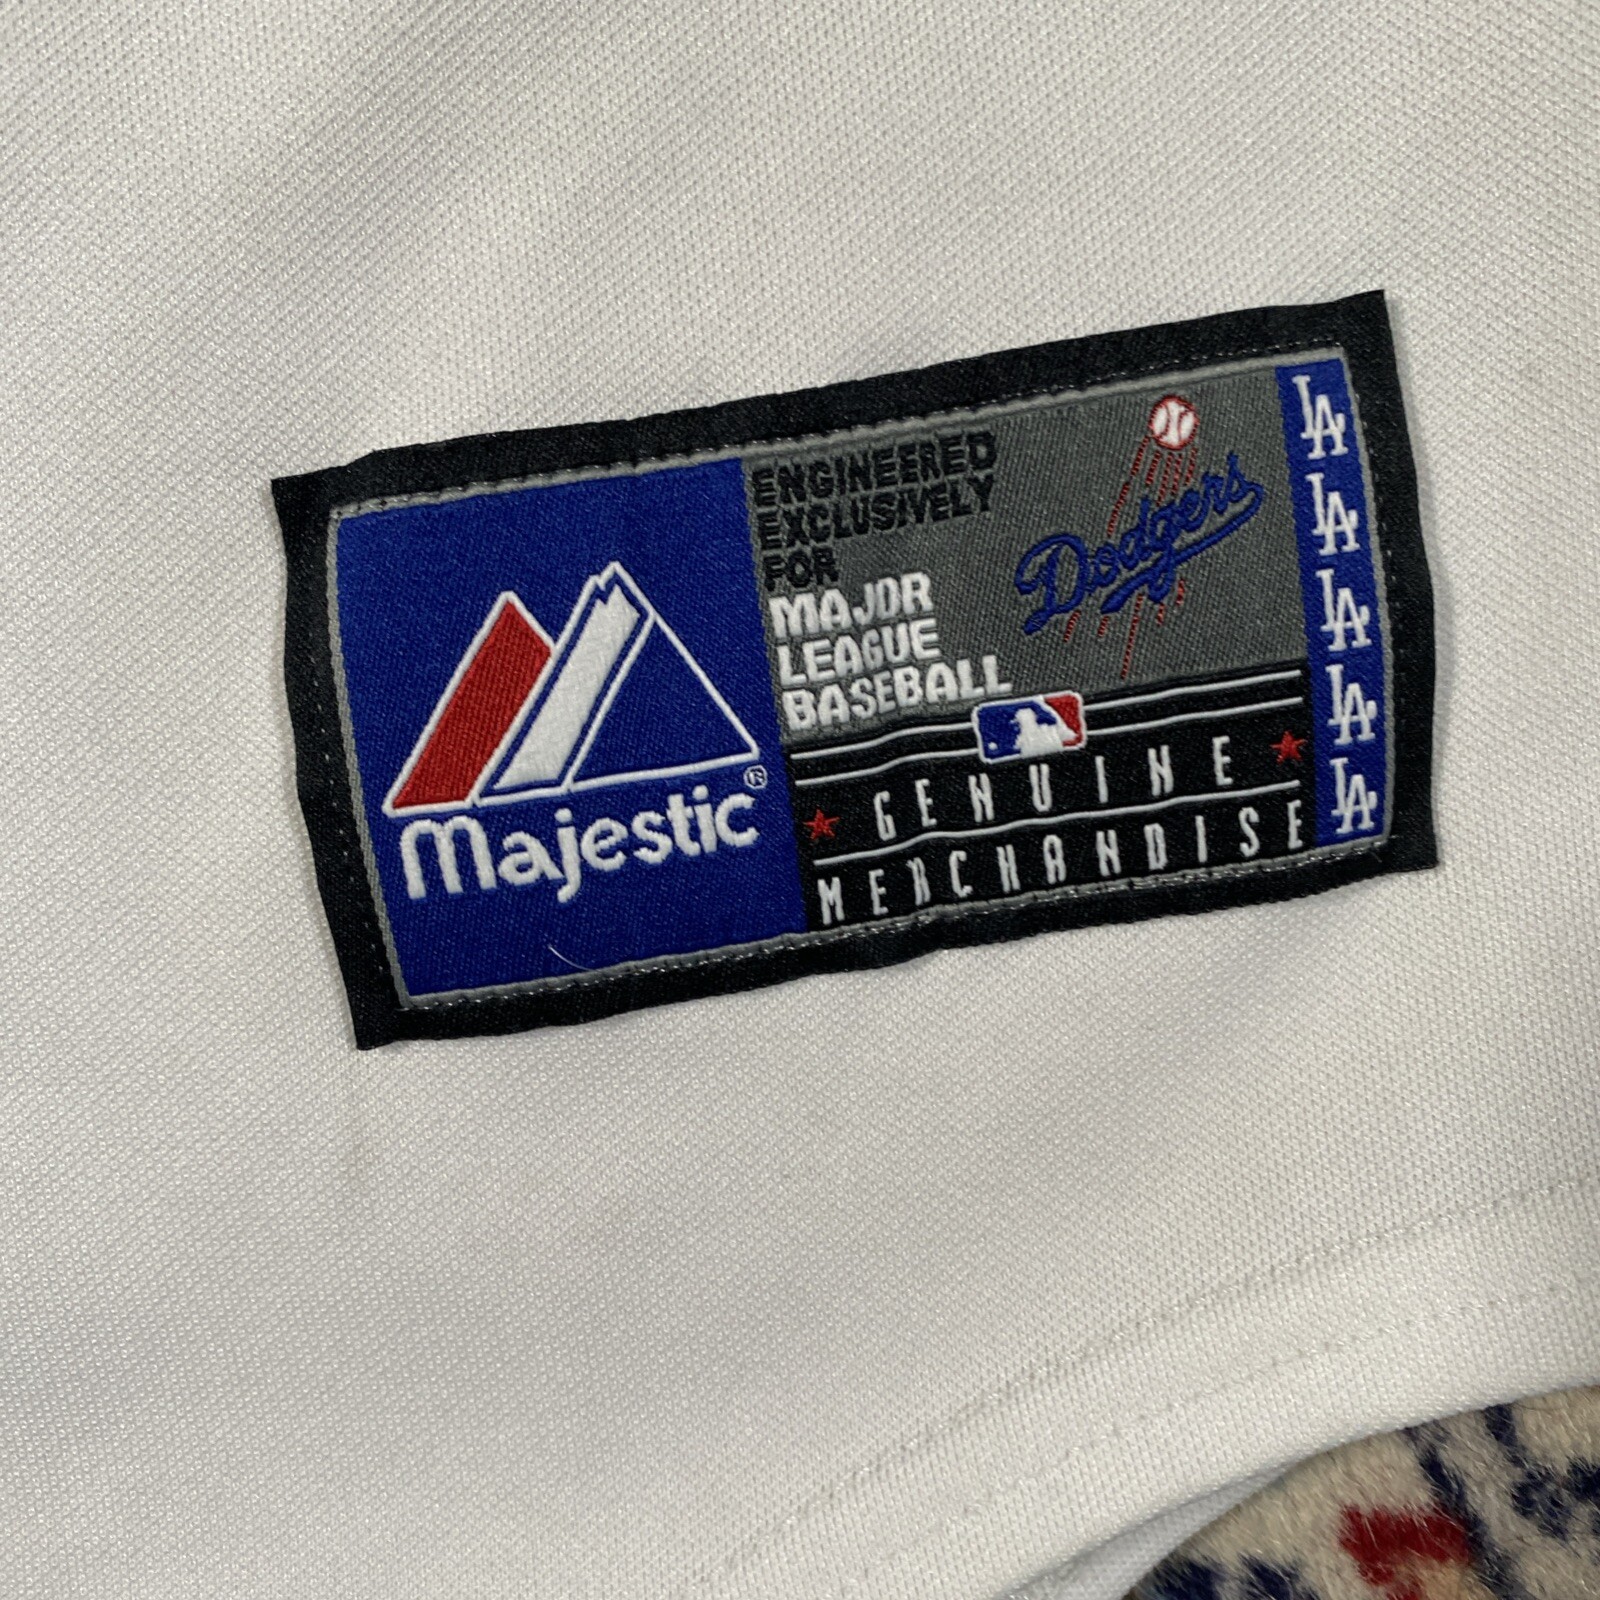 Majestic®
ENGINEERED
EXCLUSIVELY
FOR
MAJOR
LEAGUE
BASEBALL
Dodgers
GENUINE
MERCHANDISE
LA
LA
LA
LA
LA